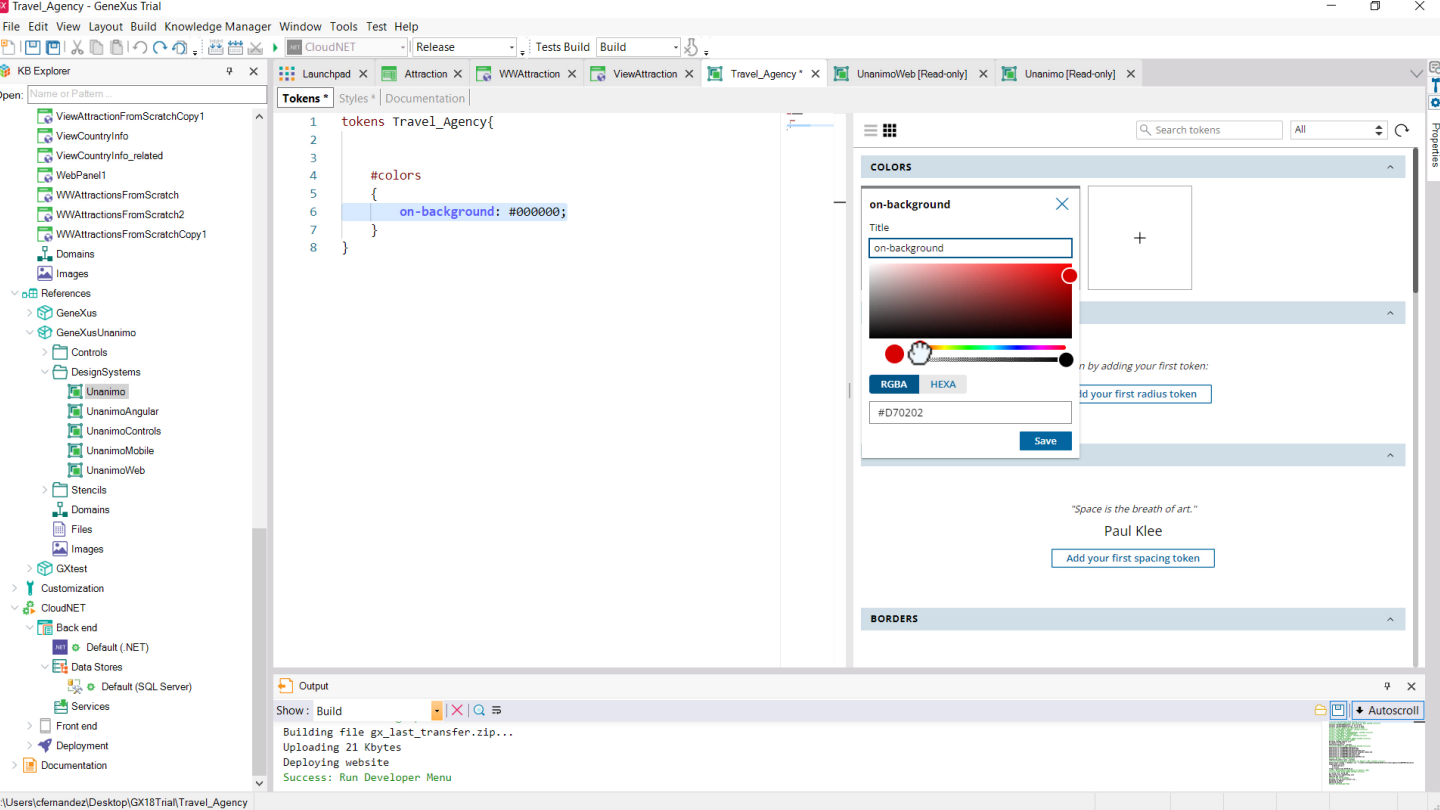 Travel_Agency - GeneXus Trial
File Edit View Layout Build Knowledge Manager Window Tools Test Help
CloudNET Release Tests Build Build
KB Explorer
Open: Name or Pattern ...
ViewAttractionFromScratchCopy1
ViewCountryInfo
ViewCountryInfo_related
WebPanel1
WWAttractionsFromScratch
WWAttractionsFromScratch2
WWAttractionsFromScratchCopy1
Domains
Images
References
GeneXus
GeneXusUnanimo
Controls
DesignSystems
Unanimo
UnanimoAngular
UnanimoControls
UnanimoMobile
UnanimoWeb
Stencils
Domains
Files
Images
GXtest
Customization
CloudNET
Back end
Default (.NET)
Data Stores
Default (SQL Server)
Services
Front end
Deployment
Documentation
Launchpad Attraction WWAttraction ViewAttraction Travel_Agency * UnanimoWeb [Read-only] Unanimo [Read-only]
Tokens * Styles * Documentation
1 tokens Travel_Agency{
2
3
4 #colors
5 {
6 on-background: #000000;
7 }
8 }
Search tokens All
COLORS
on-background
Title
on-background
RGBA HEXA
#D70202
Save
+
n by adding your first token:
dd your first radius token
"Space is the breath of art."
Paul Klee
Add your first spacing token
BORDERS
Properties
Output
Show: Build Autoscroll
Building file gx_last_transfer.zip...
Uploading 21 Kbytes
Deploying website
Success: Run Developer Menu
:\Users\cfernandez\Desktop\GX18Trial\Travel_Agency